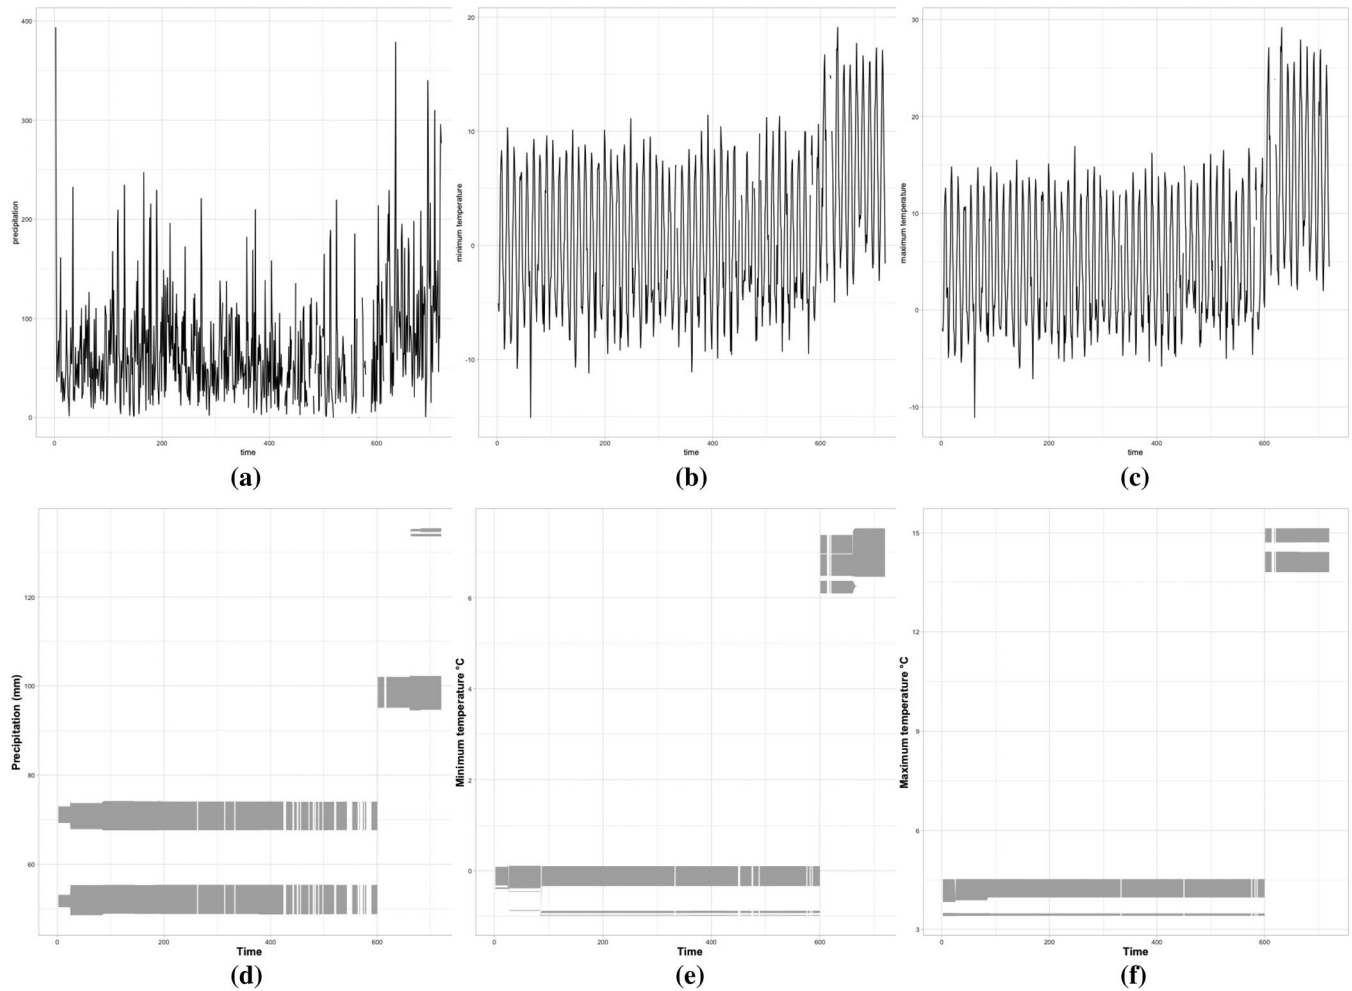 400
300
200
100
0
precipitation
0
200
400
600
time
(a)
20
10
0
-10
minimum temperature
0
200
400
600
time
(b)
30
20
10
0
-10
maximum temperature
0
200
400
600
time
(c)
120
100
80
60
Precipitation (mm)
0
200
400
600
Time
(d)
6
4
2
0
Minimum temperature °C
0
200
400
600
Time
(e)
15
12
9
6
3
Maximum temperature °C
0
200
400
600
Time
(f)